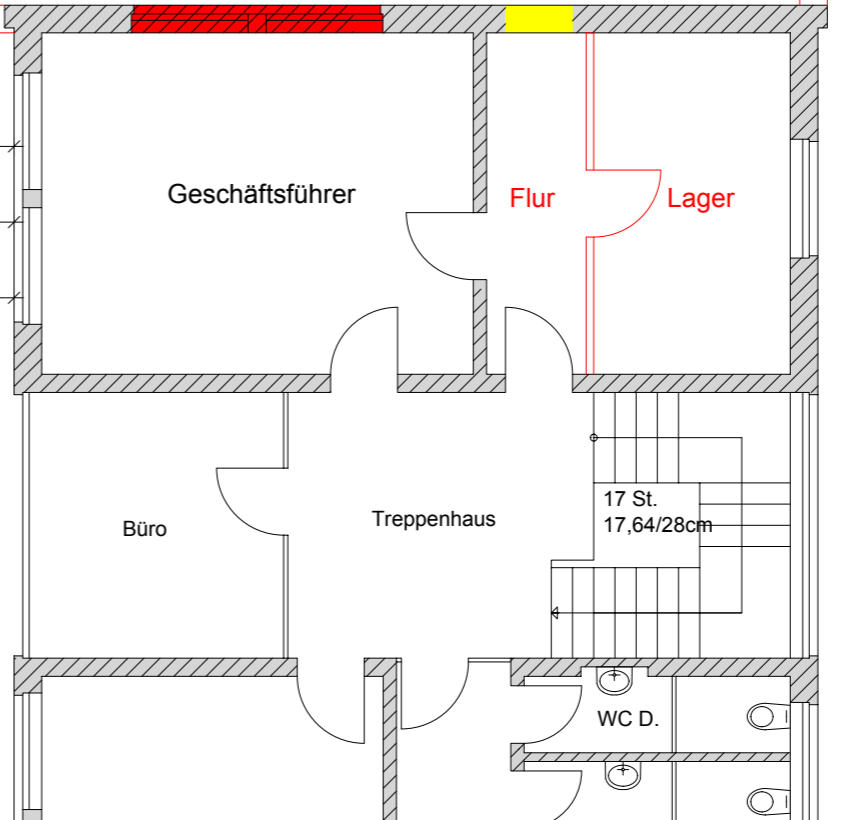 Geschäftsführer
Flur
Lager
Büro
Treppenhaus
17 St.
17,64/28cm
WC D.